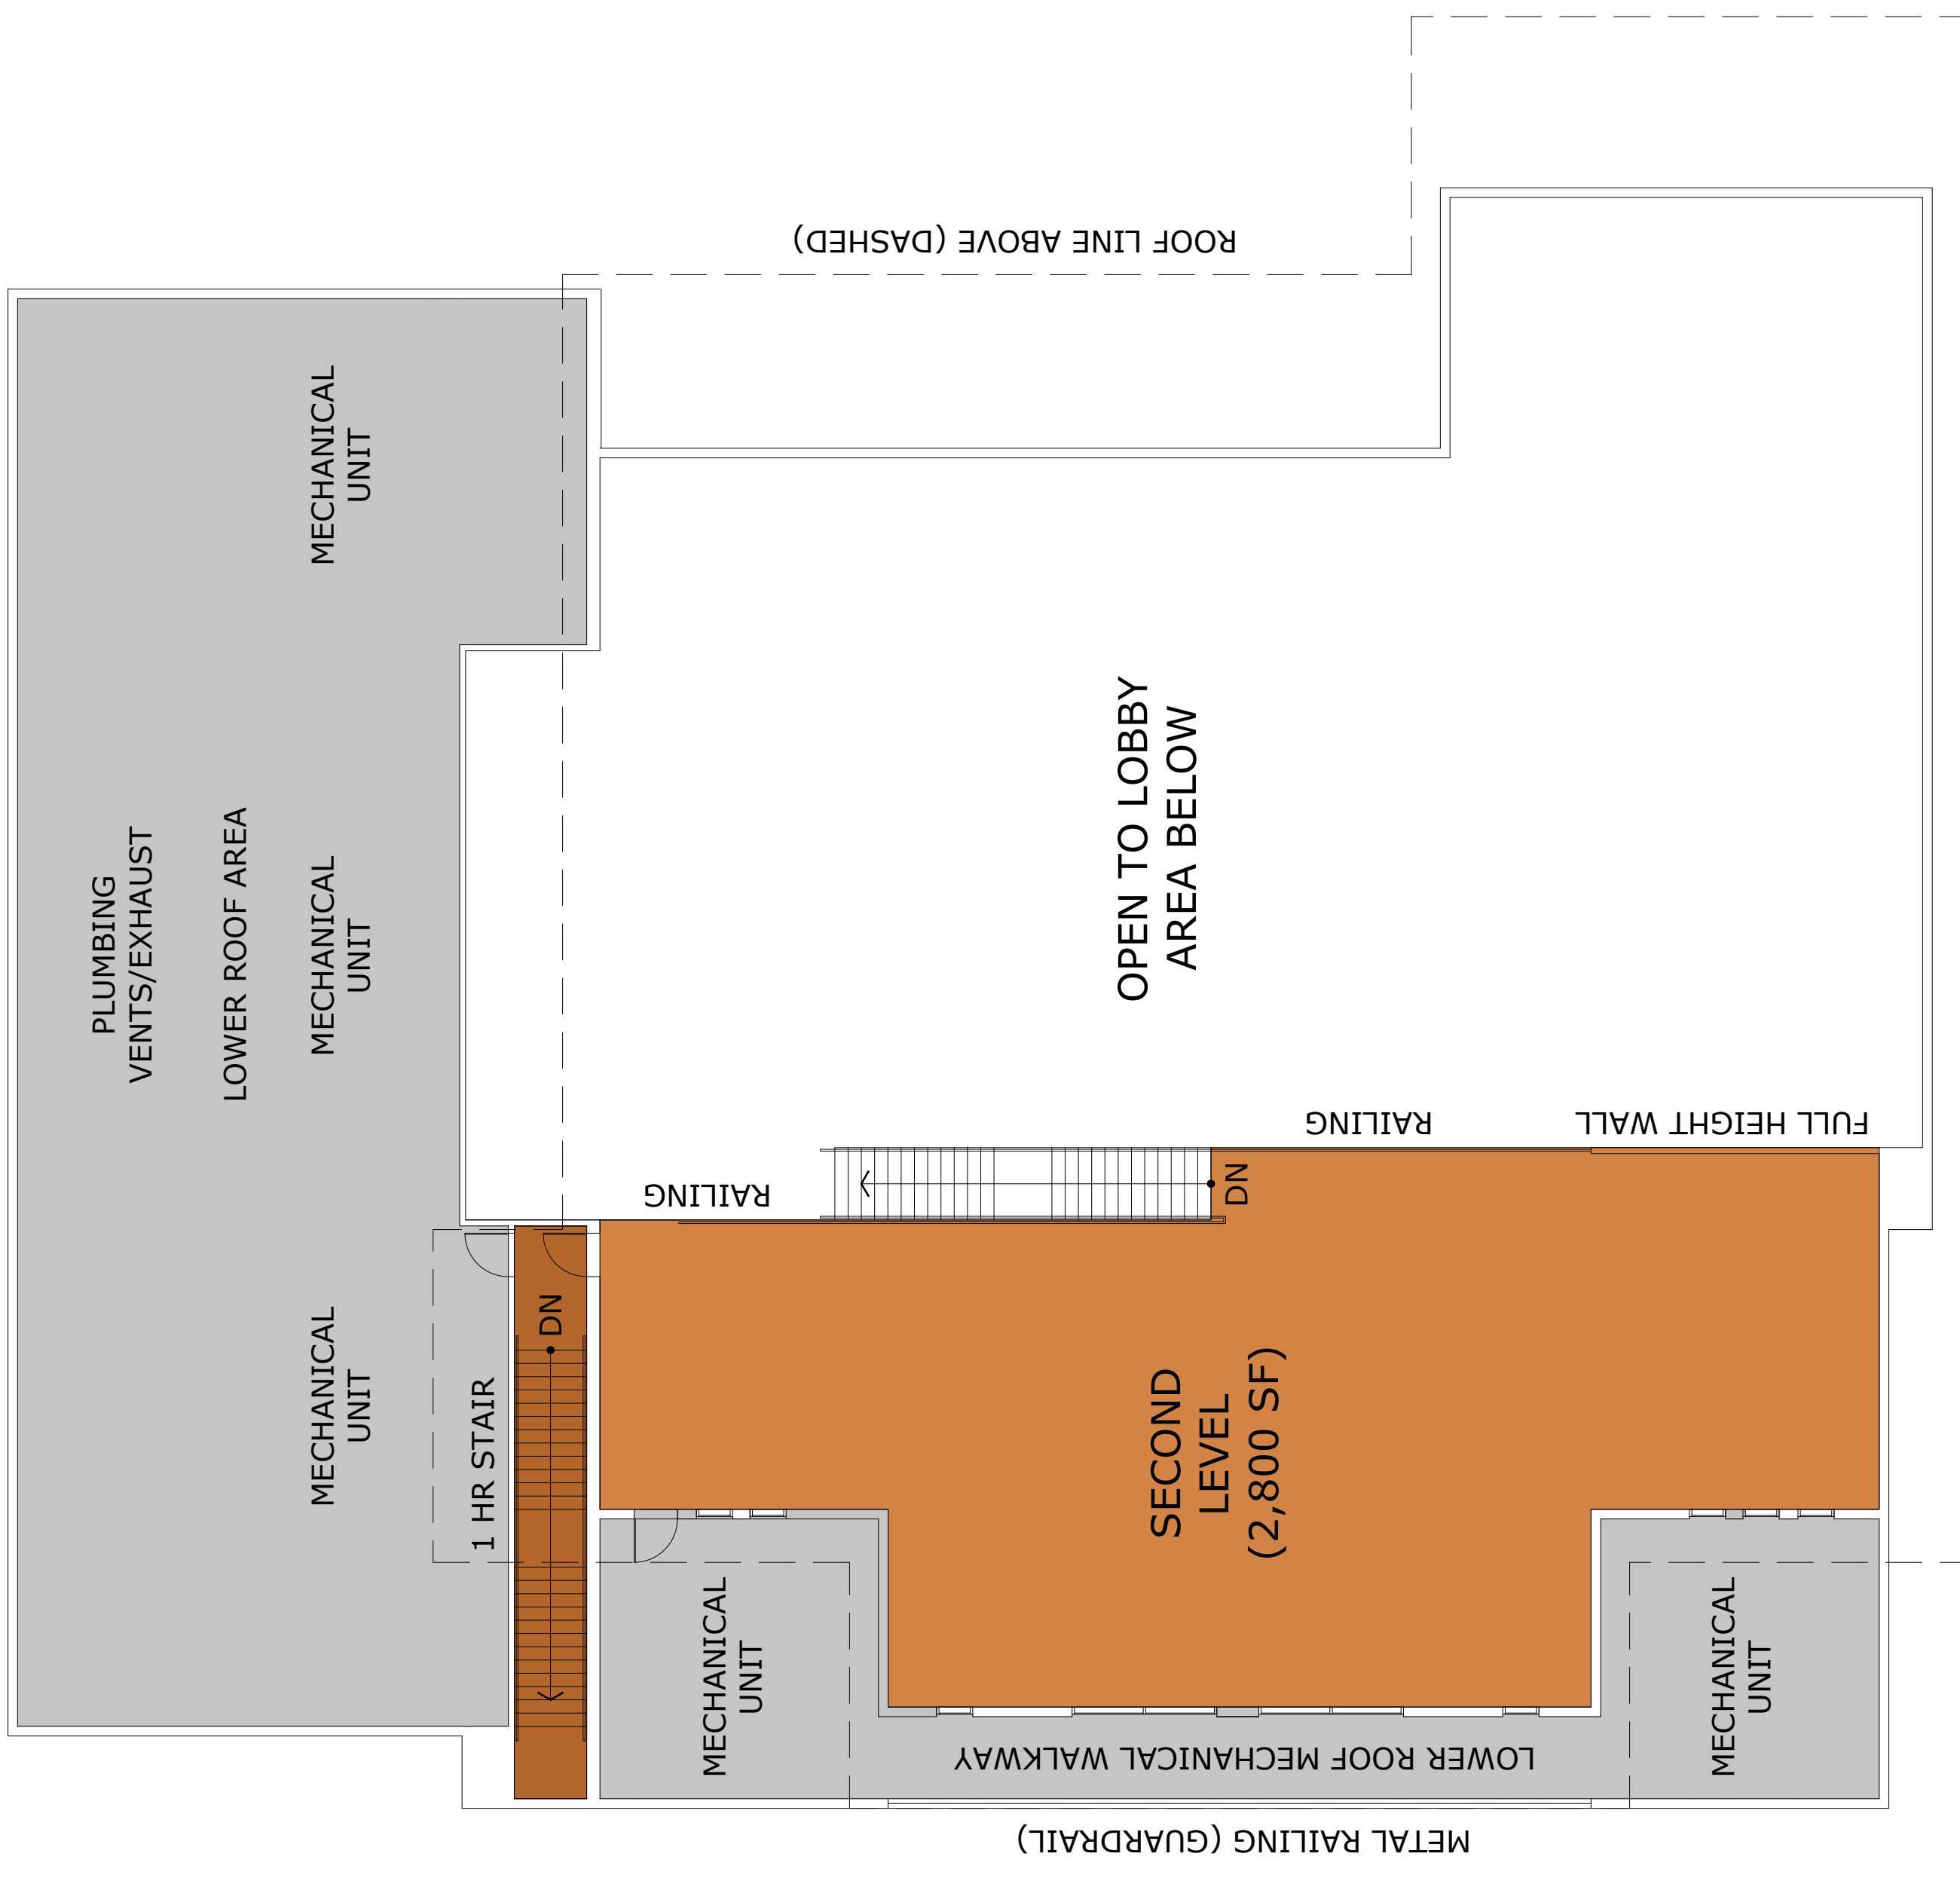 ROOF LINE ABOVE (DASHED)
MECHANICAL
UNIT
PLUMBING
VENTS/EXHAUST
LOWER ROOF AREA
MECHANICAL
UNIT
OPEN TO LOBBY
AREA BELOW
RAILING
FULL HEIGHT WALL
RAILING
DN
DN
MECHANICAL
UNIT
1 HR STAIR
SECOND
LEVEL
(2,800 SF)
MECHANICAL
UNIT
MECHANICAL
UNIT
LOWER ROOF MECHANICAL WALKWAY
METAL RAILING (GUARDRAIL)